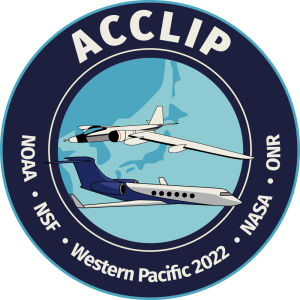 ACCLIP
NOAA • NSF • Western Pacific 2022 • NASA • ONR